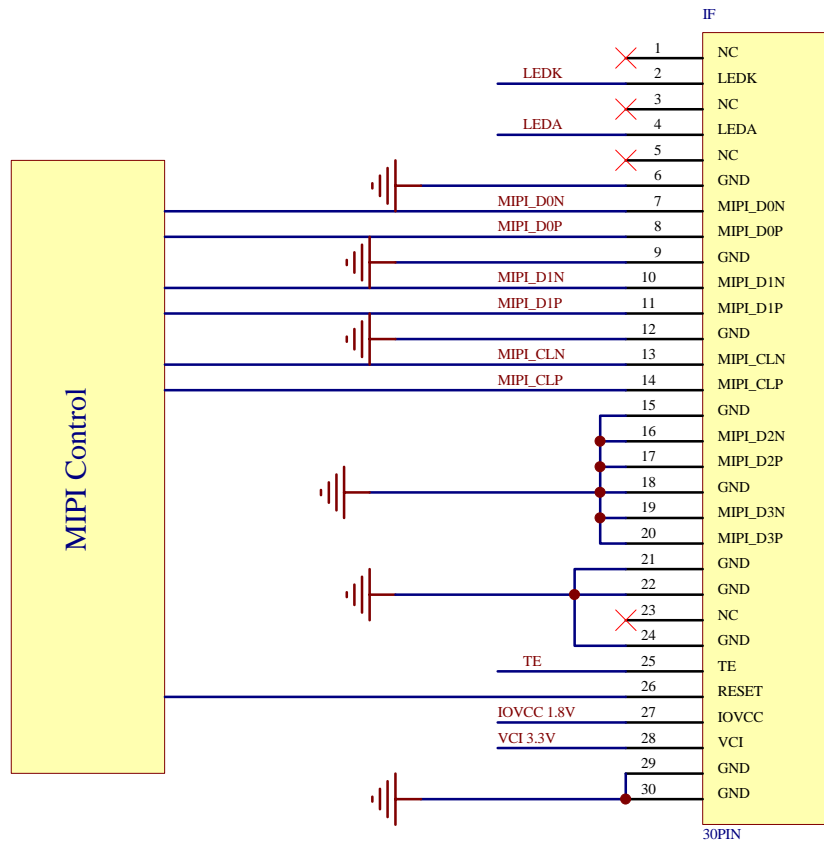 IF
1 NC
LEDK 2 LEDK
3 NC
LEDA 4 LEDA
5 NC
6 GND
MIPI_D0N 7 MIPI_D0N
MIPI_D0P 8 MIPI_D0P
9 GND
MIPI_D1N 10 MIPI_D1N
MIPI_D1P 11 MIPI_D1P
12 GND
MIPI_CLN 13 MIPI_CLN
MIPI_CLP 14 MIPI_CLP
15 GND
16 MIPI_D2N
17 MIPI_D2P
18 GND
19 MIPI_D3N
20 MIPI_D3P
21 GND
22 GND
23 NC
24 GND
TE 25 TE
26 RESET
IOVCC 1.8V 27 IOVCC
VCI 3.3V 28 VCI
29 GND
30 GND
30PIN
MIPI Control